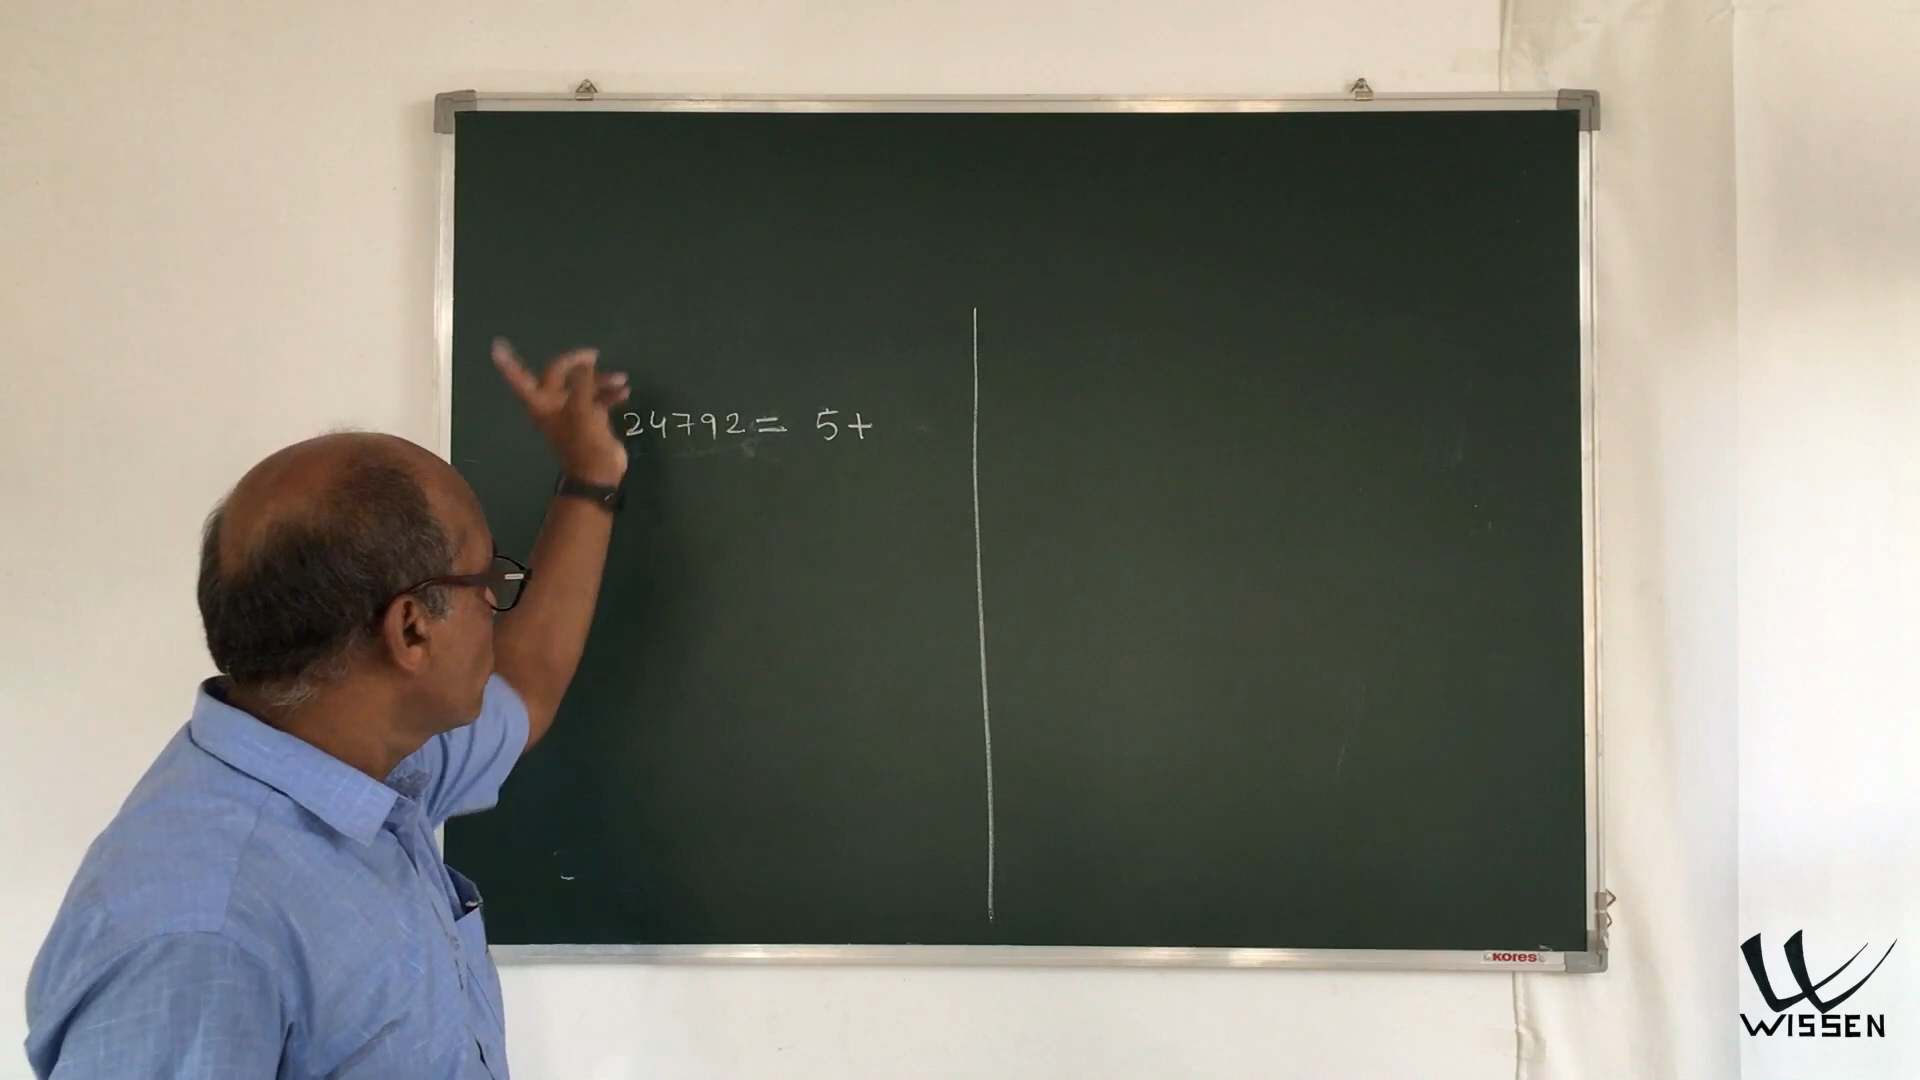 24792 = 5+
kores
WISSEN